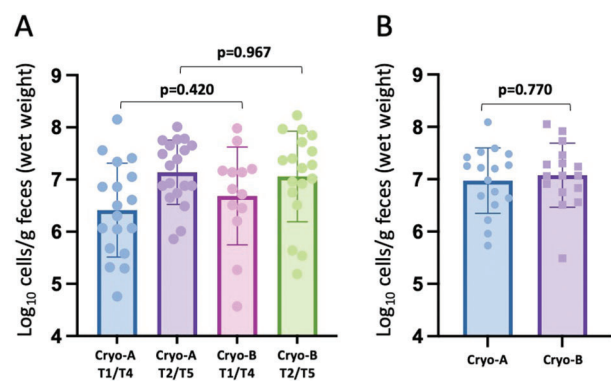 A
p=0.967
p=0.420
Log10 cells/g feces (wet weight)
9
8
7
6
5
4
Cryo-A Cryo-A Cryo-B Cryo-B
T1/T4 T2/T5 T1/T4 T2/T5
B
p=0.770
Log10 cells/g feces (wet weight)
9
8
7
6
5
4
Cryo-A Cryo-B